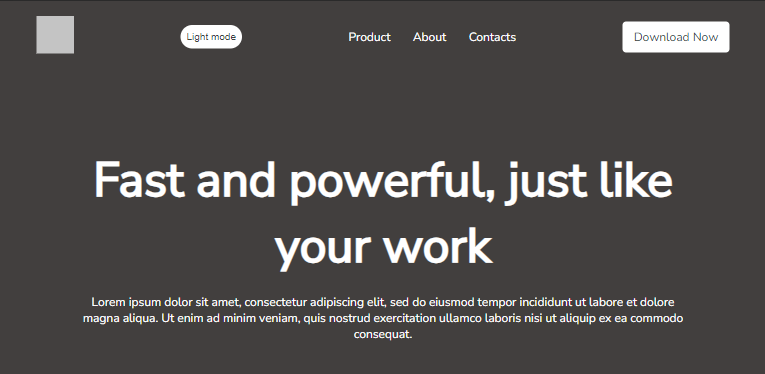 Light mode
Product
About
Contacts
Download Now
Fast and powerful, just like
your work
Lorem ipsum dolor sit amet, consectetur adipiscing elit, sed do eiusmod tempor incididunt ut labore et dolore
magna aliqua. Ut enim ad minim veniam, quis nostrud exercitation ullamco laboris nisi ut aliquip ex ea commodo
consequat.